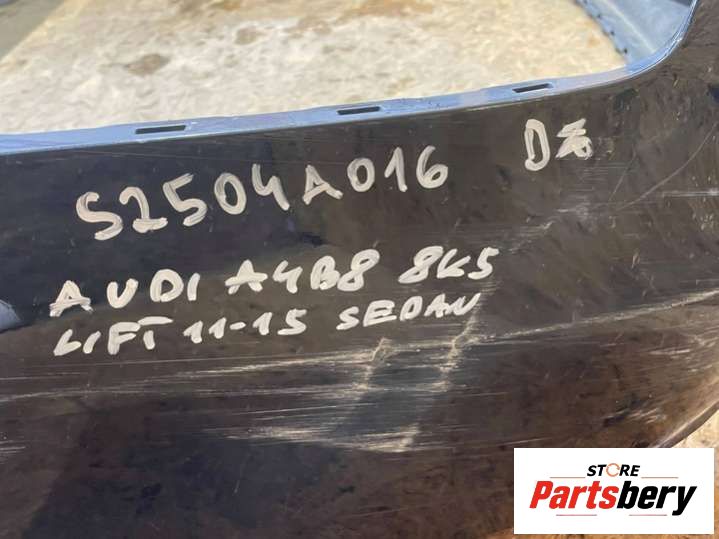 S2504A016
AUDI A4B8 8K5
LIFT 11-15 SEDAN
STORE
Partsbery